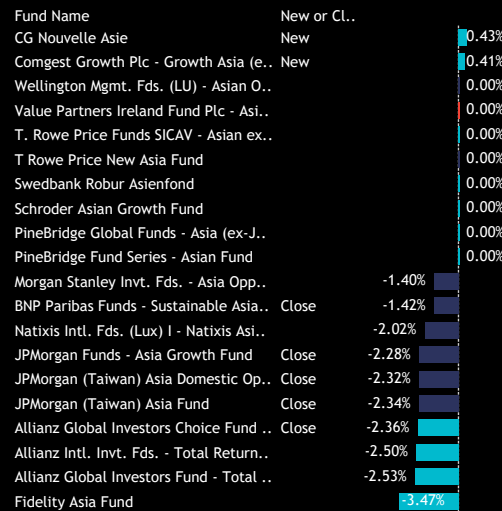 Fund Name New or Cl..
CG Nouvelle Asie New 0.43%
Comgest Growth Plc - Growth Asia (e.. New 0.41%
Wellington Mgmt. Fds. (LU) - Asian O.. 0.00%
Value Partners Ireland Fund Plc - Asi.. 0.00%
T. Rowe Price Funds SICAV - Asian ex.. 0.00%
T Rowe Price New Asia Fund 0.00%
Swedbank Robur Asienfond 0.00%
Schroder Asian Growth Fund 0.00%
PineBridge Global Funds - Asia (ex-J.. 0.00%
PineBridge Fund Series - Asian Fund 0.00%
Morgan Stanley Invt. Fds. - Asia Opp.. -1.40%
BNP Paribas Funds - Sustainable Asia.. Close -1.42%
Natixis Intl. Fds. (Lux) I - Natixis Asi.. -2.02%
JPMorgan Funds - Asia Growth Fund Close -2.28%
JPMorgan (Taiwan) Asia Domestic Op.. Close -2.32%
JPMorgan (Taiwan) Asia Fund Close -2.34%
Allianz Global Investors Choice Fund .. Close -2.36%
Allianz Intl. Invt. Fds. - Total Return.. -2.50%
Allianz Global Investors Fund - Total .. -2.53%
Fidelity Asia Fund -3.47%